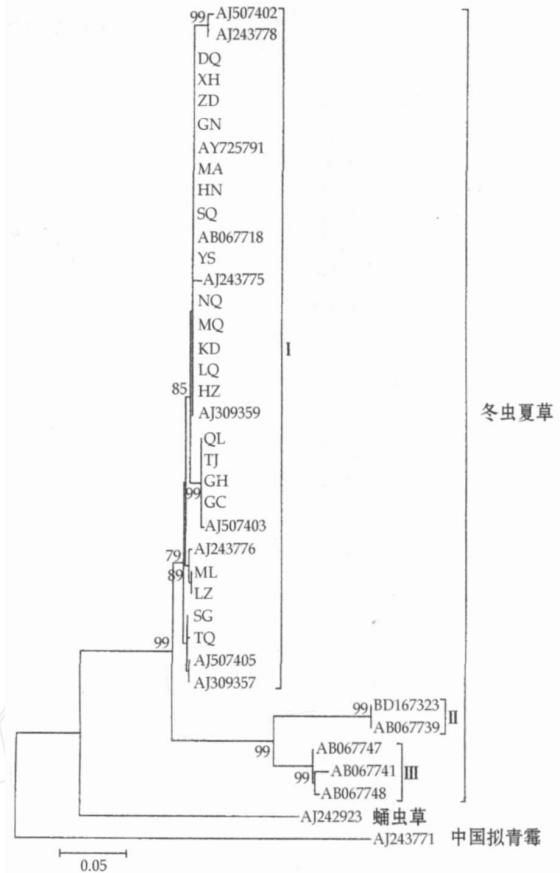 99
AJ507402
AJ243778
DQ
XH
ZD
GN
AY725791
MA
HN
SQ
AB067718
YS
AJ243775
NQ
MQ
KD
I
LQ
85
HZ
AJ309359
冬虫夏草
QL
TJ
GH
99
GC
AJ507403
79
AJ243776
89
ML
LZ
SG
99
TQ
AJ507405
AJ309357
99
BD167323
II
AB067739
99
AB067747
99
AB067741
III
AB067748
AJ242923 蛹虫草
AJ243771 中国拟青霉
0.05